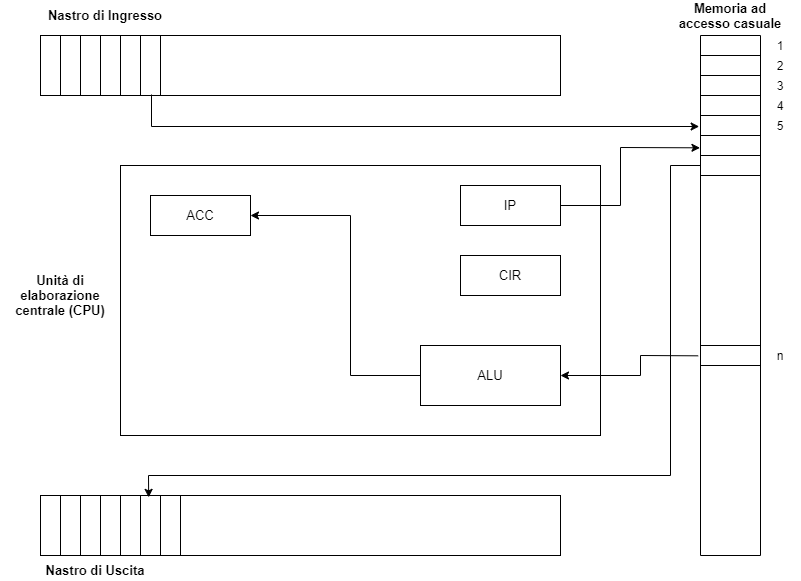 Nastro di Ingresso
Memoria ad
accesso casuale
1
2
3
4
5
ACC
IP
CIR
Unità di
elaborazione
centrale (CPU)
ALU
n
Nastro di Uscita